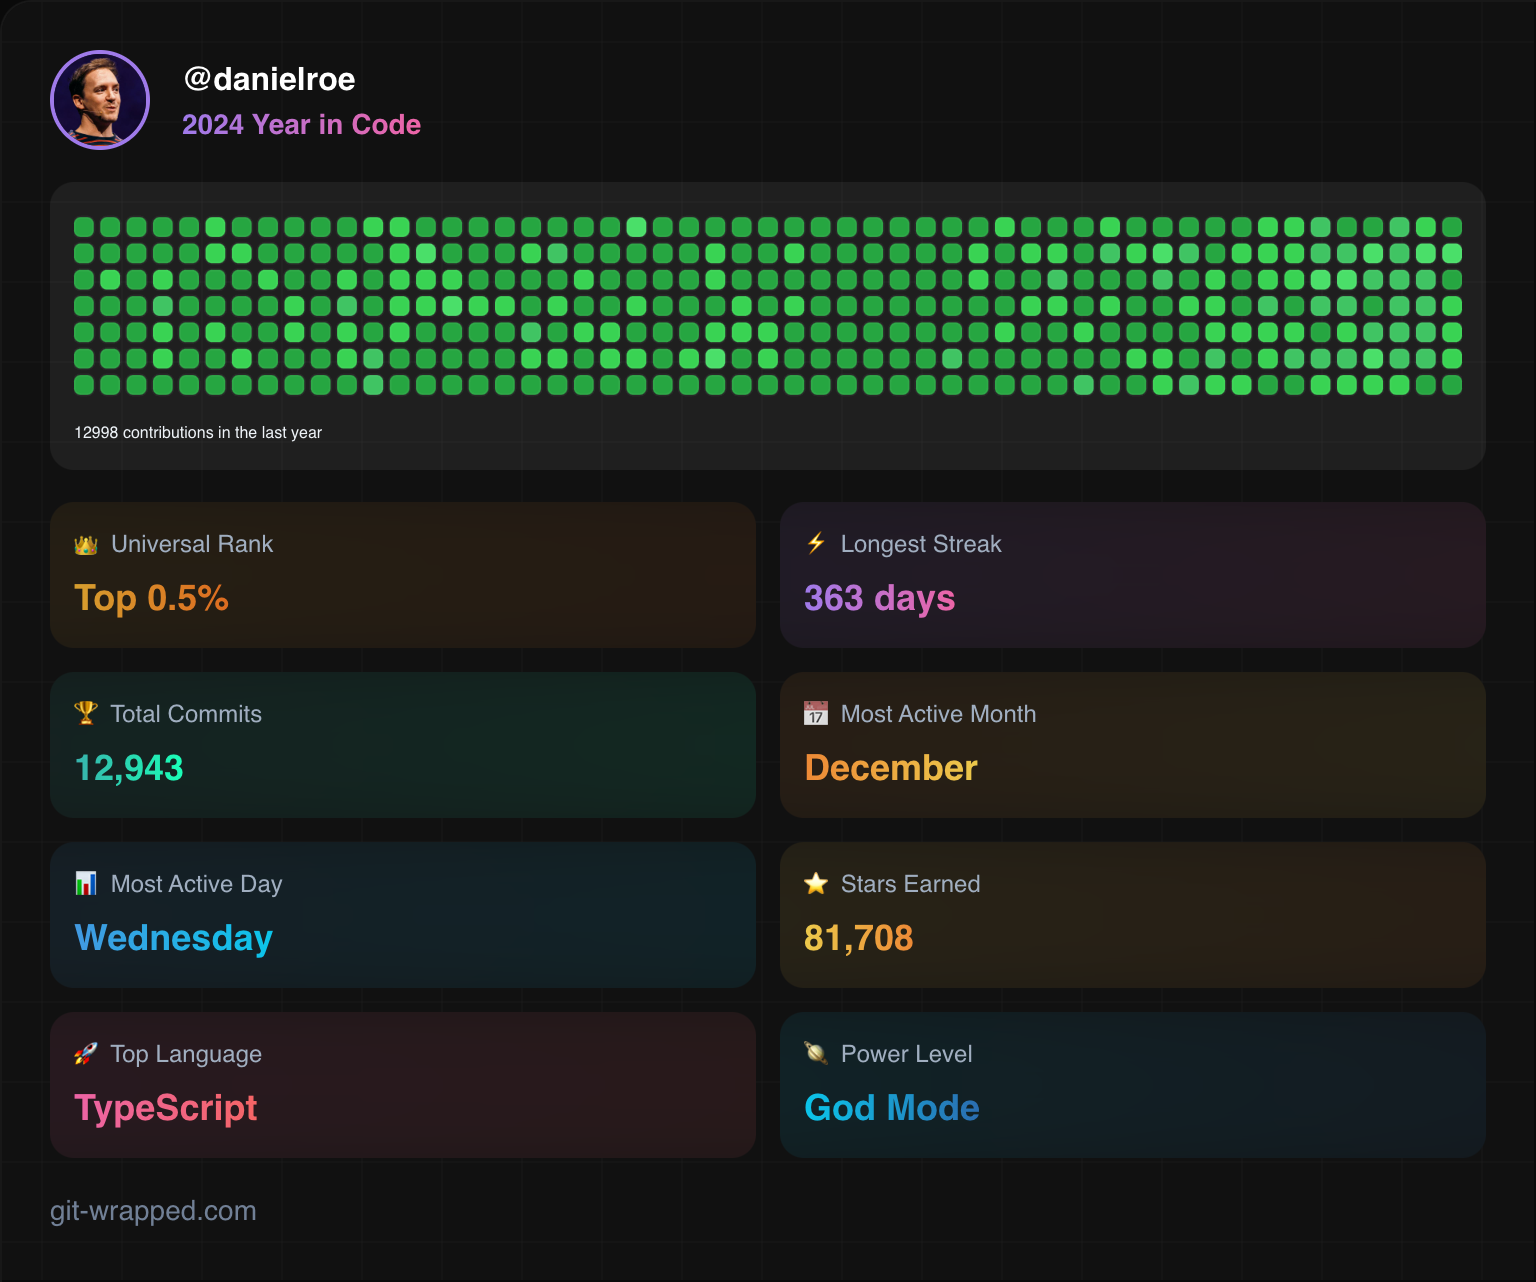 @danielroe
2024 Year in Code
12998 contributions in the last year
Universal Rank
Top 0.5%
Longest Streak
363 days
Total Commits
12,943
17
Most Active Month
December
Most Active Day
Wednesday
Stars Earned
81,708
Top Language
TypeScript
Power Level
God Mode
git-wrapped.com